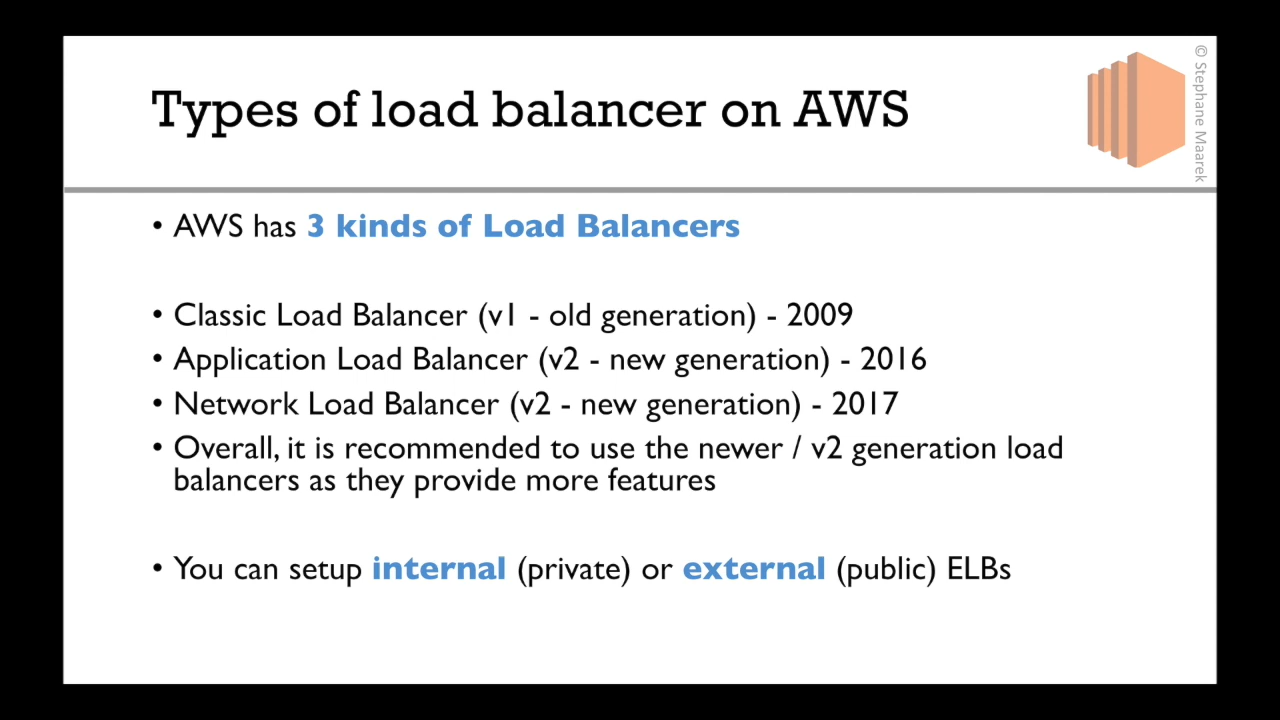 Types of load balancer on AWS
© Stephane Maarek
• AWS has 3 kinds of Load Balancers
• Classic Load Balancer (v1 - old generation) - 2009
• Application Load Balancer (v2 - new generation) - 2016
• Network Load Balancer (v2 - new generation) - 2017
• Overall, it is recommended to use the newer / v2 generation load
balancers as they provide more features
• You can setup internal (private) or external (public) ELBs